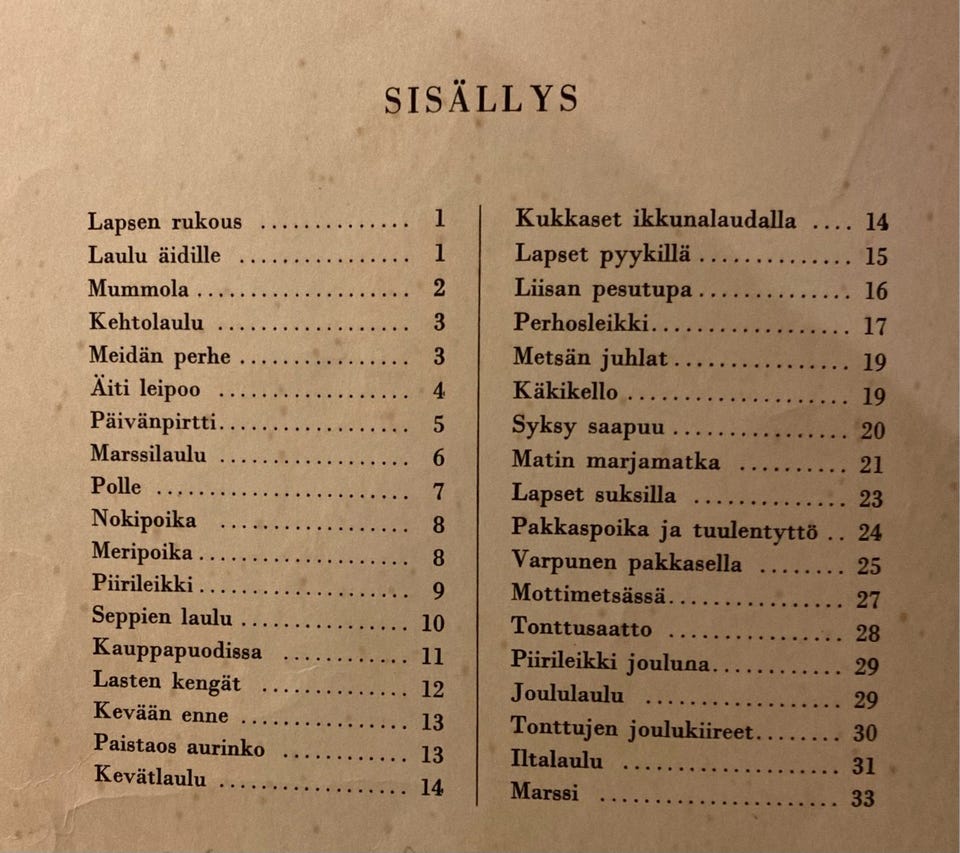 SISÄLLYS
Lapsen rukous .............. 1
Laulu äidille ................ 1
Mummola ................... 2
Kehtolaulu .................. 3
Meidän perhe ................ 3
Äiti leipoo .................. 4
Päivänpirtti.................. 5
Marssilaulu .................. 6
Polle ........................ 7
Nokipoika .................. 8
Meripoika .................... 8
Piirileikki .................... 9
Seppien laulu ................ 10
Kauppapuodissa ............ 11
Lasten kengät .............. 12
Kevään enne ................ 13
Paistaos aurinko ............ 13
Kevätlaulu .................. 14
Kukkaset ikkunalaudalla .... 14
Lapset pyykillä .............. 15
Liisan pesutupa .............. 16
Perhosleikki.................. 17
Metsän juhlat ................ 19
Käkikello .................... 19
Syksy saapuu ................ 20
Matin marjamatka .......... 21
Lapset suksilla .............. 23
Pakkaspoika ja tuulentyttö .. 24
Varpunen pakkasella ........ 25
Mottimetsässä................ 27
Tonttusaatto ................ 28
Piirileikki jouluna............ 29
Joululaulu .................. 29
Tonttujen joulukiireet........ 30
Iltalaulu .................... 31
Marssi ...................... 33